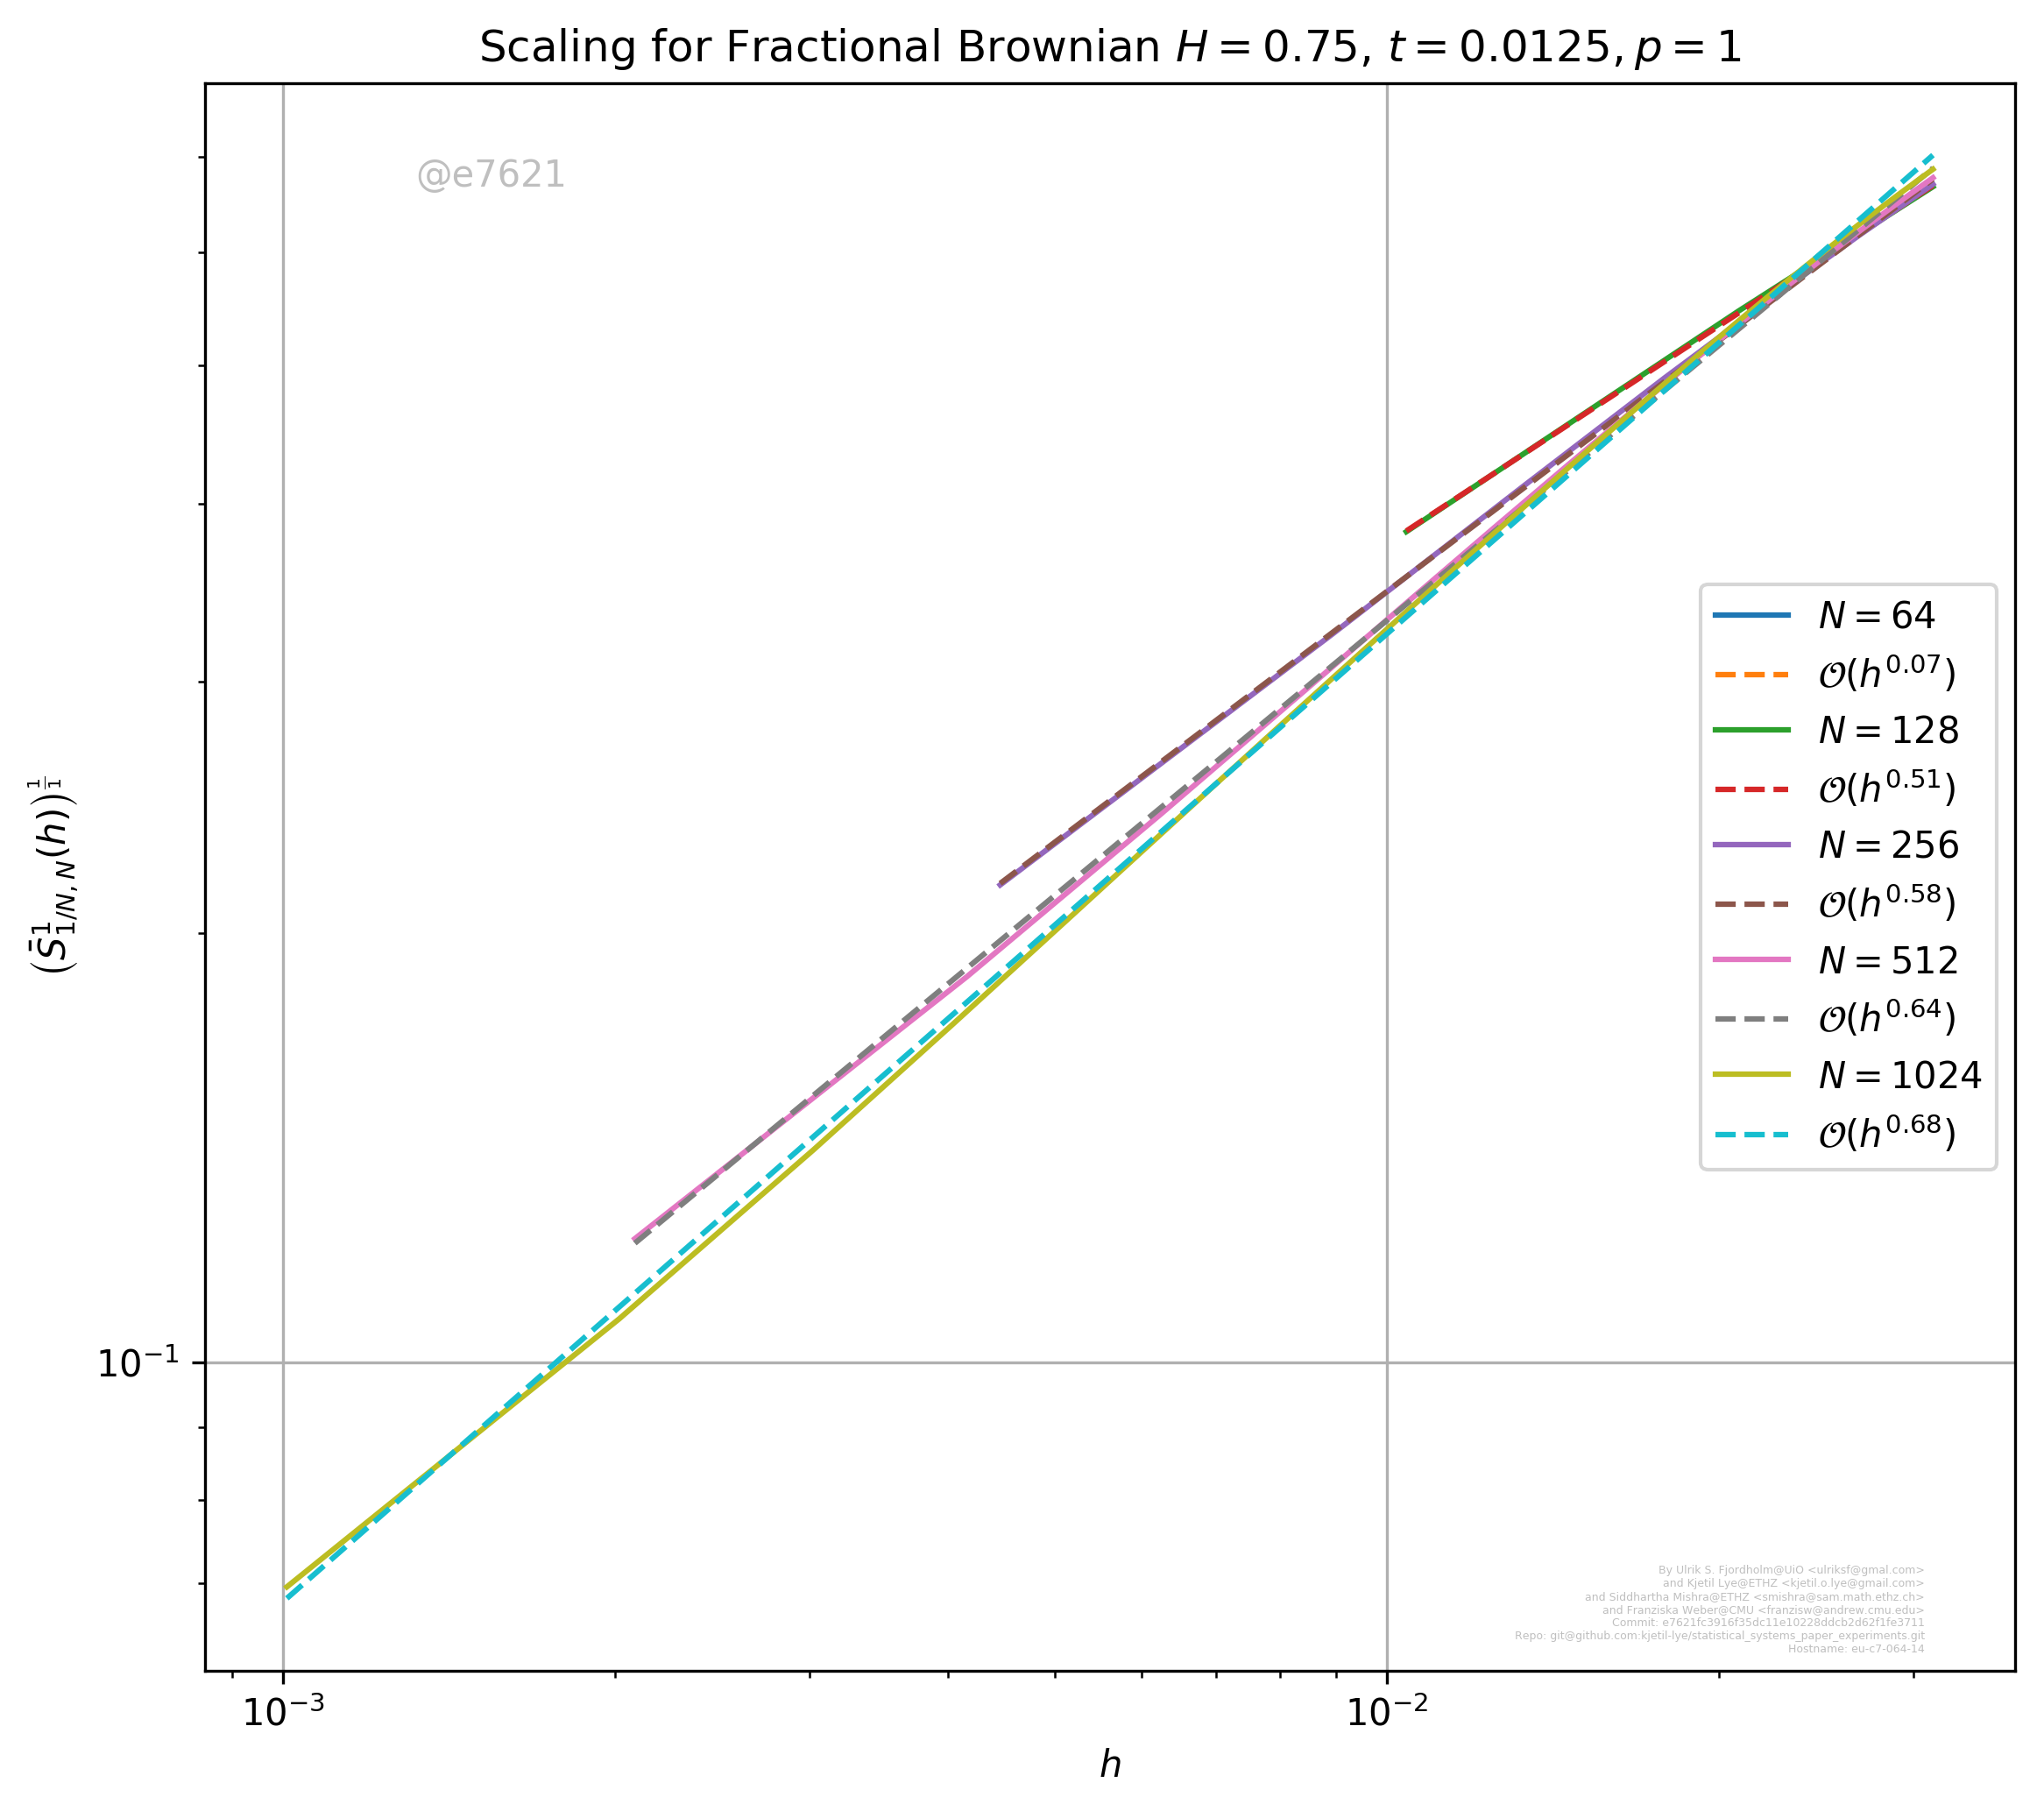 Scaling for Fractional Brownian H = 0.75, t = 0.0125, p = 1
@e7621
(S̄¹_{1/N, N}(h))^{1/1}
N = 64
𝒪(h^{0.07})
N = 128
𝒪(h^{0.51})
N = 256
𝒪(h^{0.58})
N = 512
𝒪(h^{0.64})
N = 1024
𝒪(h^{0.68})
10⁻¹
By Ulrik S. Fjordholm@UiO <ulriksf@gmal.com>
and Kjetil Lye@ETHZ <kjetil.o.lye@gmail.com>
and Siddhartha Mishra@ETHZ <smishra@sam.math.ethz.ch>
and Franziska Weber@CMU <franzisw@andrew.cmu.edu>
Commit: e7621fc3916f35dc11e10228ddcb2d62f1fe3711
Repo: git@github.com:kjetil-lye/statistical_systems_paper_experiments.git
Hostname: eu-c7-064-14
10⁻³
10⁻²
h